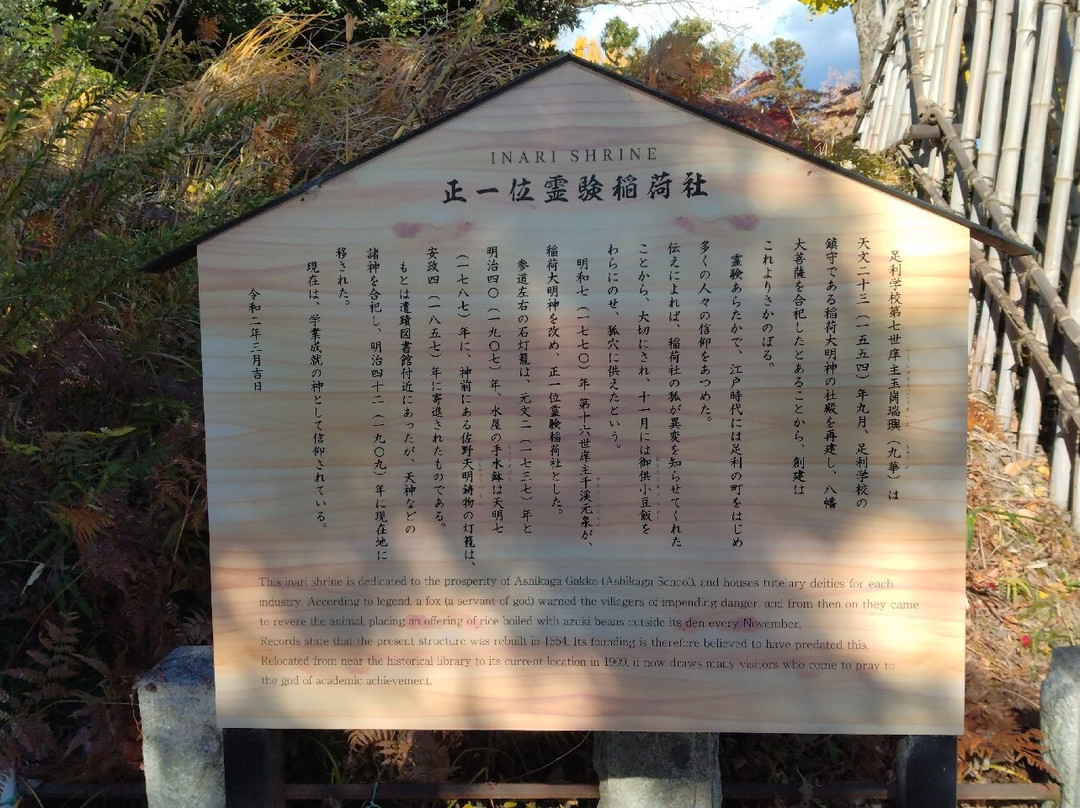 INARI SHRINE
正一位霊験稲荷社
足利学校第七世庠主玉崗瑞璵（九華）は
天文二十三（一五五四）年九月、足利学校の
鎮守である稲荷大明神の社殿を再建し、八幡
大菩薩を合祀したとあることから、創建は
これよりさかのぼる。
霊験あらたかで、江戸時代には足利の町をはじめ
多くの人々の信仰をあつめた。
伝えによれば、稲荷社の狐が異変を知らせてくれた
ことから、大切にされ、十一月には御供小豆飯を
わらにのせ、狐穴に供えたという。
明和七（一七七〇）年 第十六世庠主千渓元泉が、
稲荷大明神を改め、正一位霊験稲荷社とした。
参道左右の石灯籠は、元文二（一七三七）年と
明治四〇（一九〇七）年、水屋の手水鉢は天明七
（一七八七）年に、神前にある佐野天明鋳物の灯籠は、
安政四（一八五七）年に寄進されたものである。
もとは遺蹟図書館付近にあったが、天神などの
諸神を合祀し、明治四十二（一九〇九）年に現在地に
移された。
現在は、学業成就の神として信仰されている。
令和二年三月吉日
This inari shrine is dedicated to the prosperity of Ashikaga Gakko (Ashikaga School), and houses tutelary deities for each
industry. According to legend, a fox (a servant of god) warned the villagers of impending danger, and from then on they came
to revere the animal, placing an offering of rice boiled with azuki beans outside its den every November.
Records state that the present structure was rebuilt in 1554. Its founding is therefore believed to have predated this.
Relocated from near the historical library to its current location in 1909, it now draws many visitors who come to pray to
the god of academic achievement.